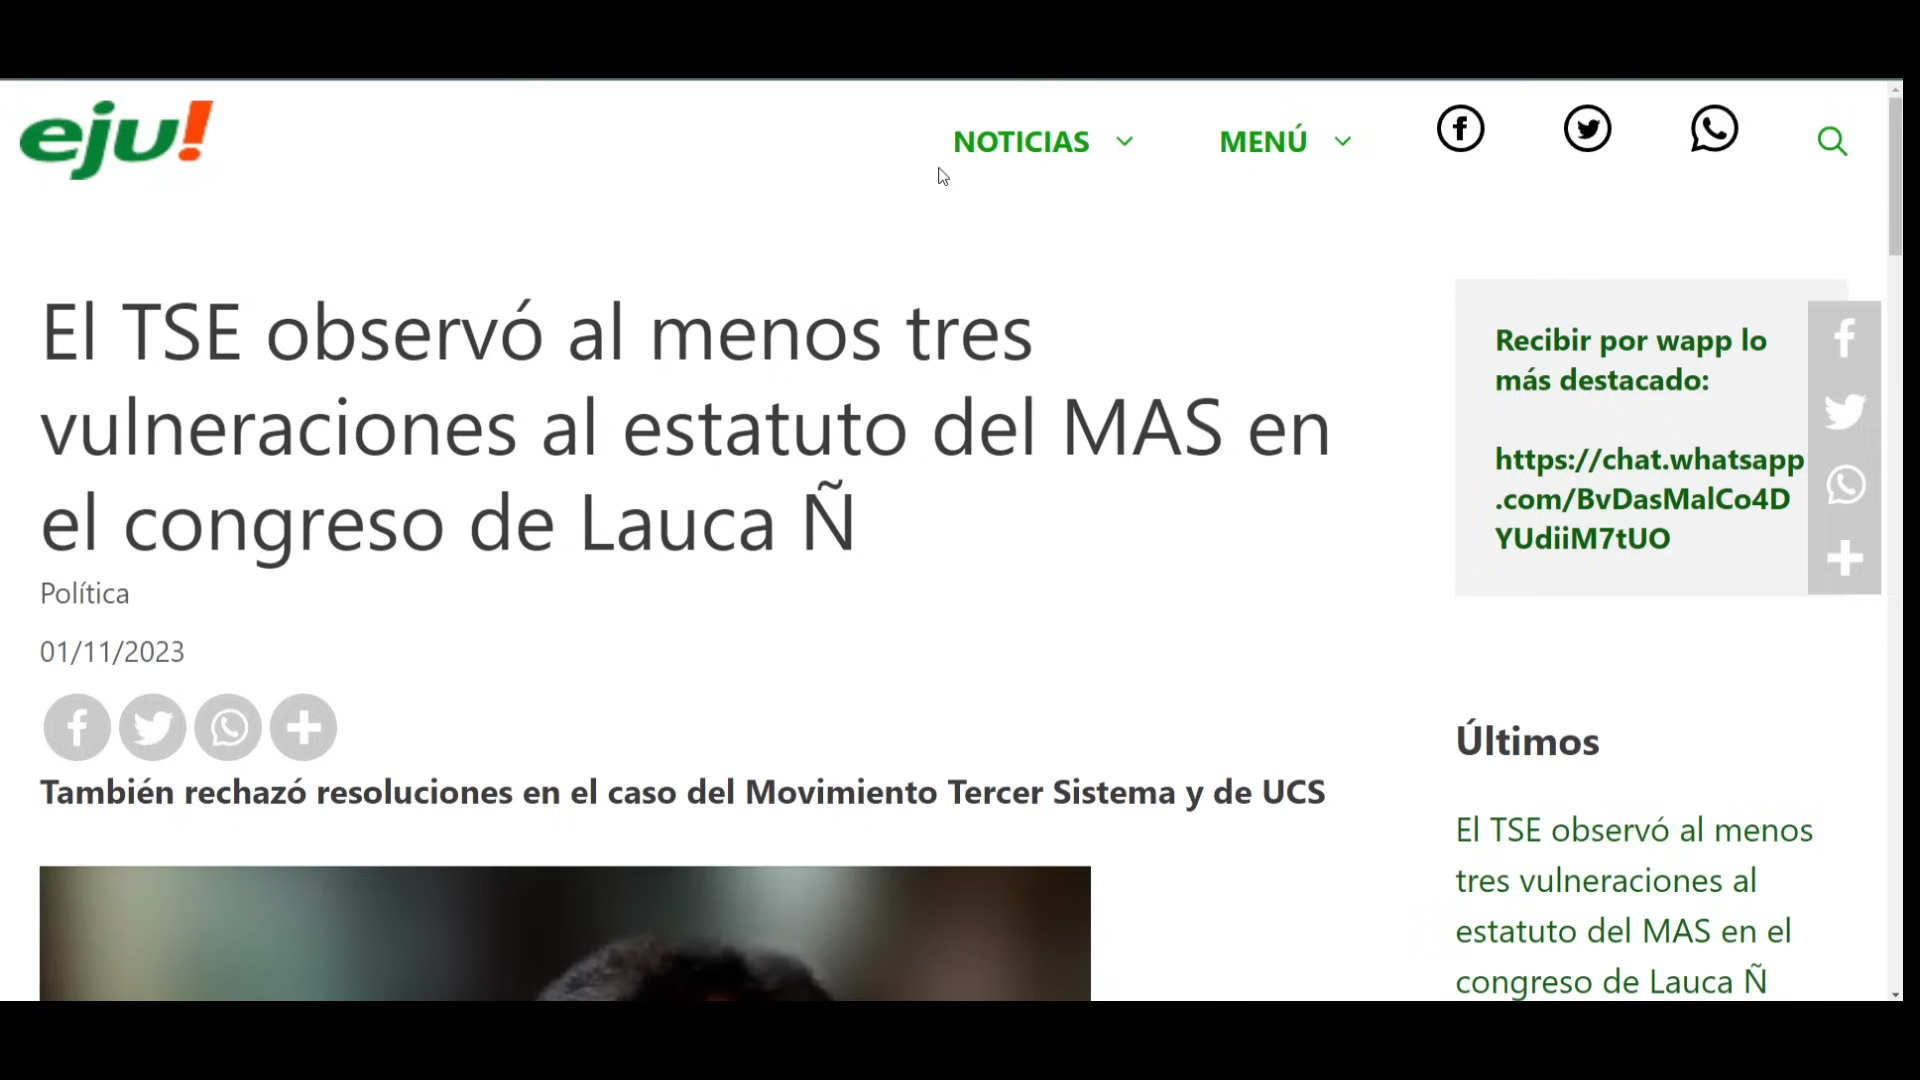 eju!
NOTICIAS
MENÚ
El TSE observó al menos tres
vulneraciones al estatuto del MAS en
el congreso de Lauca Ñ
Política
01/11/2023
También rechazó resoluciones en el caso del Movimiento Tercer Sistema y de UCS
Recibir por wapp lo
más destacado:
https://chat.whatsapp
.com/BvDasMalCo4D
YUdiiM7tUO
Últimos
El TSE observó al menos
tres vulneraciones al
estatuto del MAS en el
congreso de Lauca Ñ